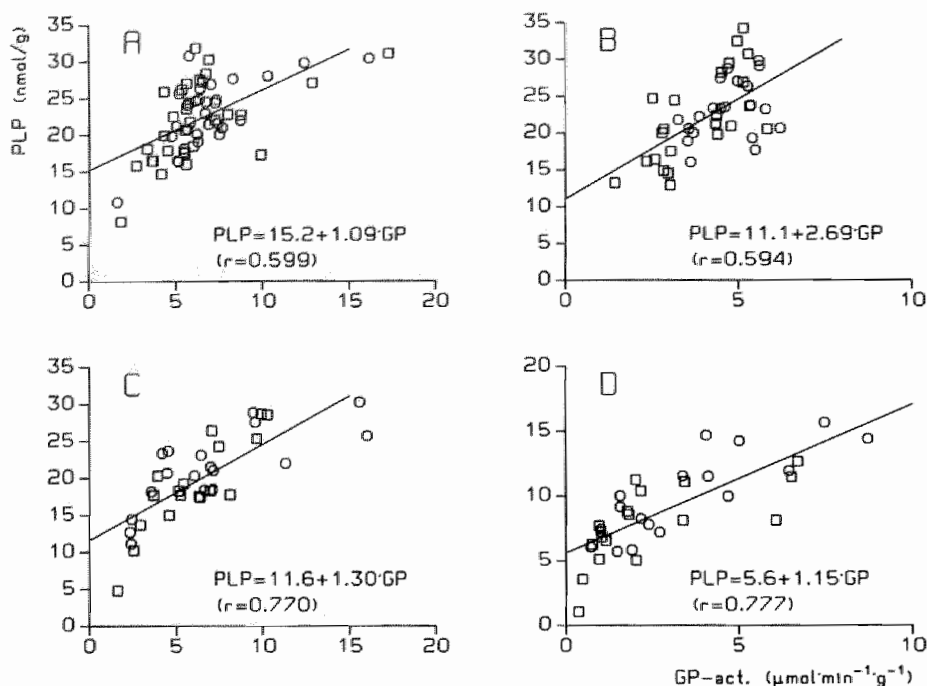 PLP (nmol/g)
35
30
25
20
15
10
5
0
A
PLP=15.2+1.09·GP
(r=0.599)
0 5 10 15 20
35
30
25
20
15
10
5
0
B
PLP=11.1+2.69·GP
(r=0.594)
0 5 10
35
30
25
20
15
10
5
0
C
PLP=11.6+1.30·GP
(r=0.770)
0 5 10 15 20
20
15
10
5
0
D
PLP=5.6+1.15·GP
(r=0.777)
0 5 10
GP-act. (μmol·min⁻¹·g⁻¹)